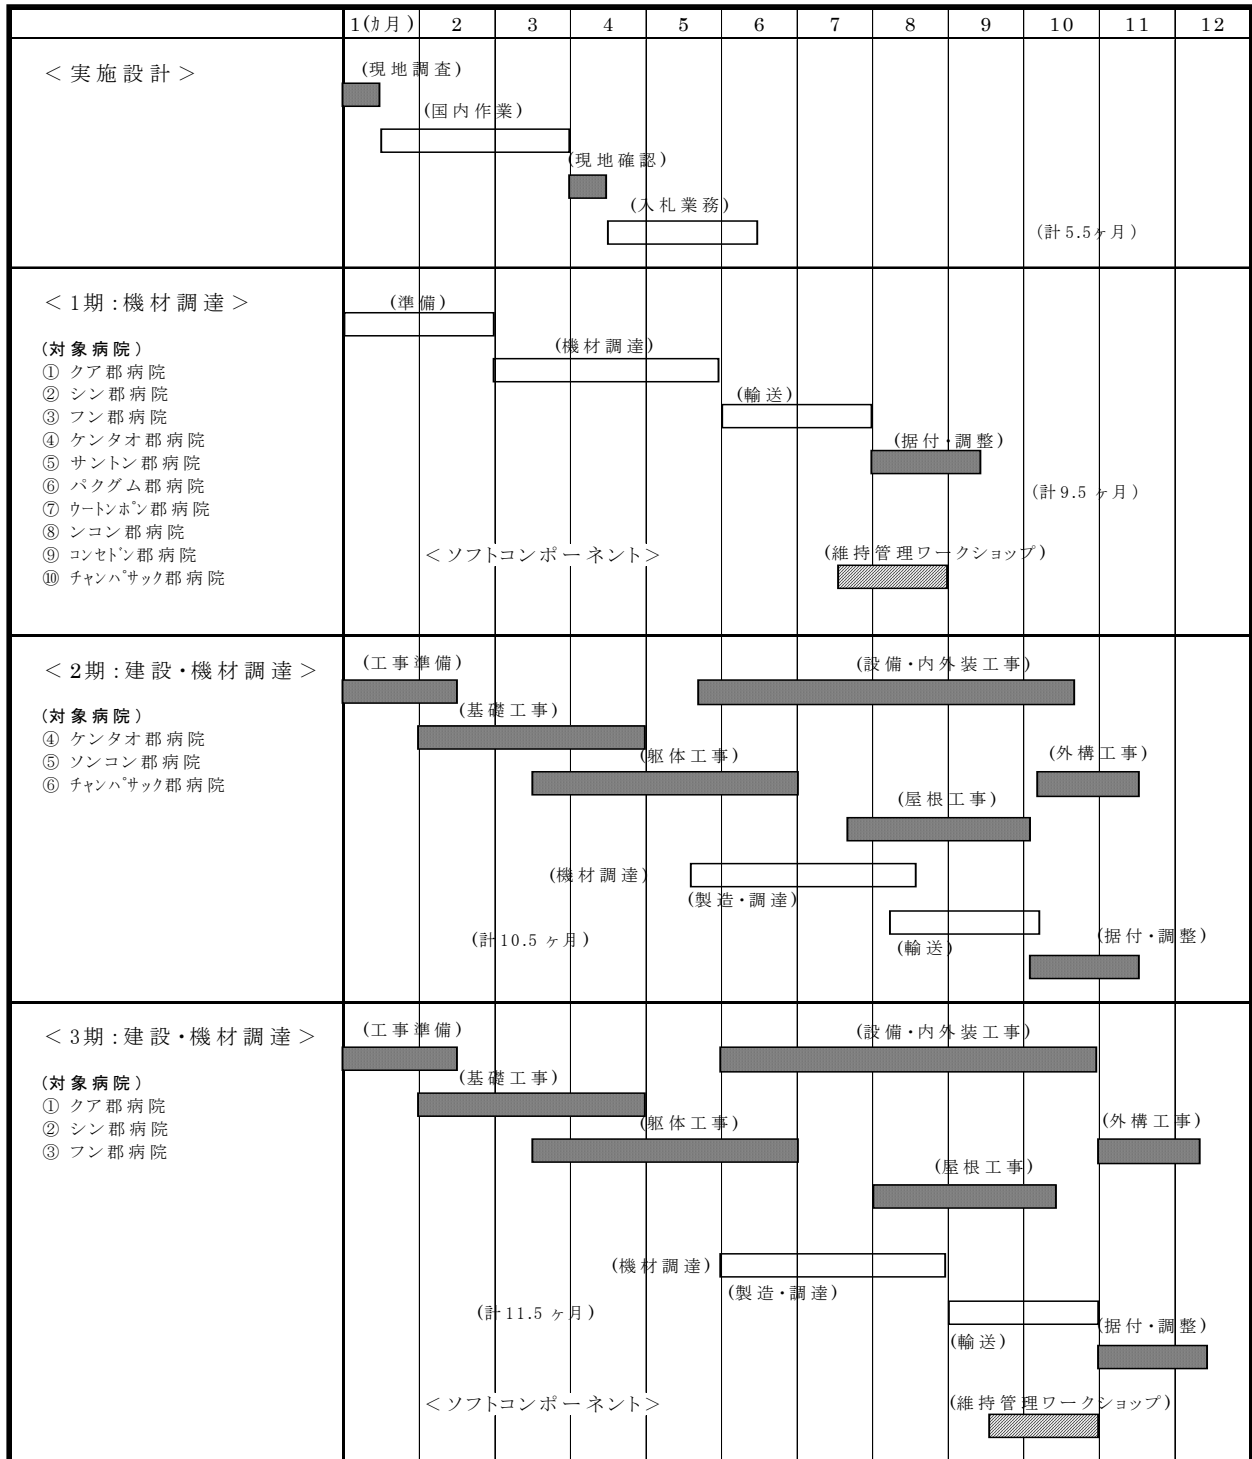 1(ｶ月) 2 3 4 5 6 7 8 9 10 11 12
＜実施設計＞
(現地調査)
(国内作業)
(現地確認)
(入札業務)
(計5.5ヶ月)
＜1期:機材調達＞
(準備)
(対象病院)
(機材調達)
① クア郡病院
② シン郡病院
(輸送)
③ フン郡病院
④ ケンタオ郡病院
(据付・調整)
⑤ サントン郡病院
⑥ パクグム郡病院
(計9.5ヶ月)
⑦ ｳｰﾄﾝﾎﾟﾝ郡病院
⑧ ンコン郡病院
⑨ ｺﾝｾﾄﾞﾝ郡病院
＜ソフトコンポーネント＞
(維持管理ワークショップ)
⑩ ﾁｬﾝﾊﾟｻｯｸ郡病院
＜2期:建設・機材調達＞
(工事準備)
(設備・内外装工事)
(対象病院)
(基礎工事)
④ ケンタオ郡病院
(躯体工事)
(外構工事)
⑤ ソンコン郡病院
⑥ ﾁｬﾝﾊﾟｻｯｸ郡病院
(屋根工事)
(機材調達)
(製造・調達)
(計10.5ヶ月)
(輸送)
(据付・調整)
＜3期:建設・機材調達＞
(工事準備)
(設備・内外装工事)
(対象病院)
(基礎工事)
① クア郡病院
② シン郡病院
(躯体工事)
(外構工事)
③ フン郡病院
(屋根工事)
(機材調達)
(製造・調達)
(計11.5ヶ月)
(輸送)
(据付・調整)
＜ソフトコンポーネント＞
(維持管理ワークショップ)